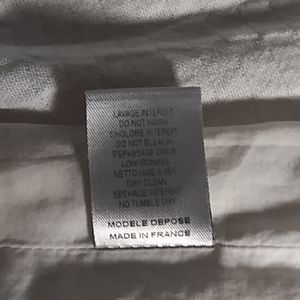 LAVAGE INTERDIT
DO NOT WASH
CHOLORE INTERDIT
DO NOT BLEACH
REPASSAGE DOUX
LOW IRONING
NETTOYAGE A SEC
DRY CLEAN
SECHAGE INTERDIT
NO TUMBLE DRY
MODELE DEPOSE
MADE IN FRANCE